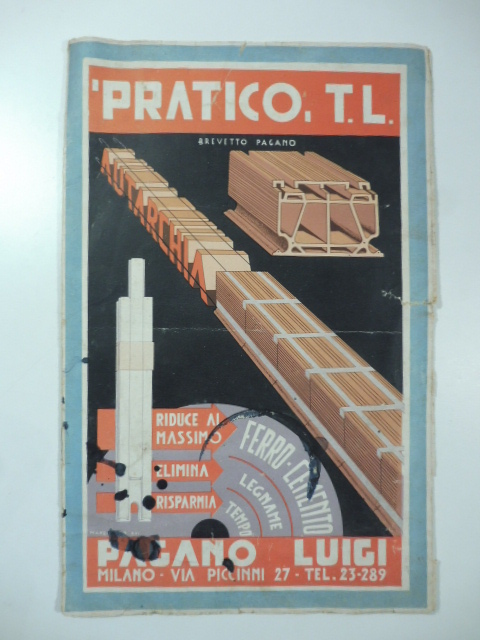 'PRATICO, T.L.
BREVETTO PAGANO
AUTARCHIA
RIDUCE AL MASSIMO
FERRO-CEMENTO
ELIMINA
LEGNAME
RISPARMIA
TEMPO
PAGANO LUIGI
MILANO - VIA PICCINNI 27 - TEL. 23-289